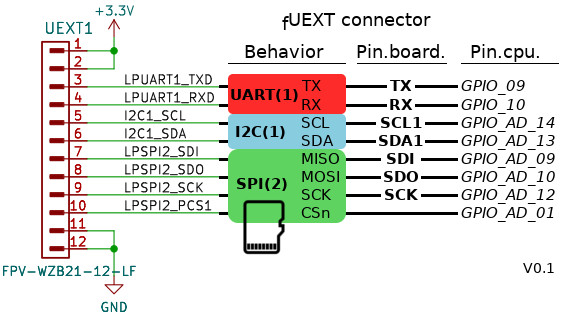 +3.3V
fUEXT connector
UEXT1
Behavior Pin.board. Pin.cpu.
1
2
3 LPUART1_TXD TX TX GPIO_09
UART(1)
4 LPUART1_RXD RX RX GPIO_10
5 I2C1_SCL SCL SCL1 GPIO_AD_14
I2C(1)
6 I2C1_SDA SDA SDA1 GPIO_AD_13
7 LPSPI2_SDI MISO SDI GPIO_AD_09
8 LPSPI2_SDO MOSI SDO GPIO_AD_10
SPI(2)
9 LPSPI2_SCK SCK SCK GPIO_AD_12
10 LPSPI2_PCS1 CSn GPIO_AD_01
11
12
FPV-WZB21-12-LF
V0.1
GND